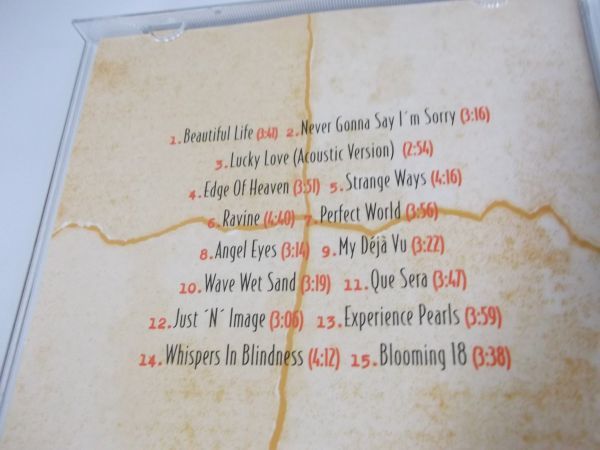 1. Beautiful Life (3:41) 2. Never Gonna Say I´m Sorry (3:16)
3. Lucky Love (Acoustic Version) (2:54)
4. Edge Of Heaven (3:51) 5. Strange Ways (4:16)
6. Ravine (4:40) 7. Perfect World (3:56)
8. Angel Eyes (3:14) 9. My Déjà Vu (3:22)
10. Wave Wet Sand (3:19) 11. Que Sera (3:47)
12. Just ´N´ Image (3:06) 13. Experience Pearls (3:59)
14. Whispers In Blindness (4:12) 15. Blooming 18 (3:38)